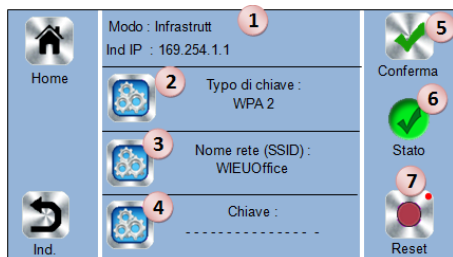 Modo : Infrastrutt
1
Ind IP : 169.254.1.1
Home
2
Typo di chiave :
WPA 2
3
Nome rete (SSID) :
WIEUOffice
4
Chiave :
- - - - - - - - - - - - - - -
Ind.
5
Conferma
6
Stato
7
Reset